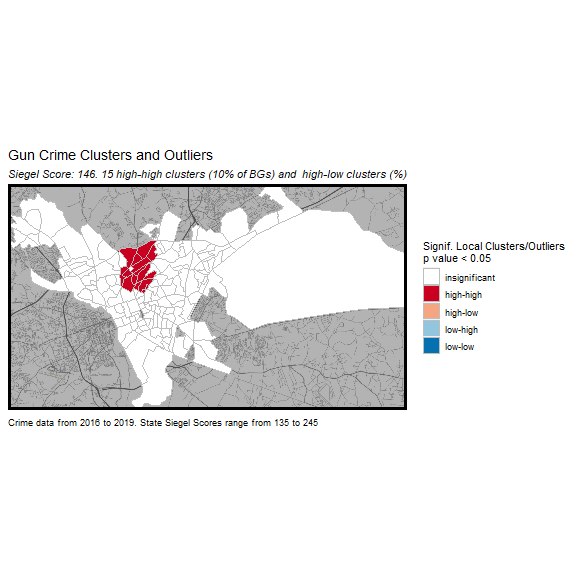 Gun Crime Clusters and Outliers
Siegel Score: 146. 15 high-high clusters (10% of BGs) and  high-low clusters (%)
Signif. Local Clusters/Outliers
p value < 0.05
insignificant
high-high
high-low
low-high
low-low
Crime data from 2016 to 2019. State Siegel Scores range from 135 to 245